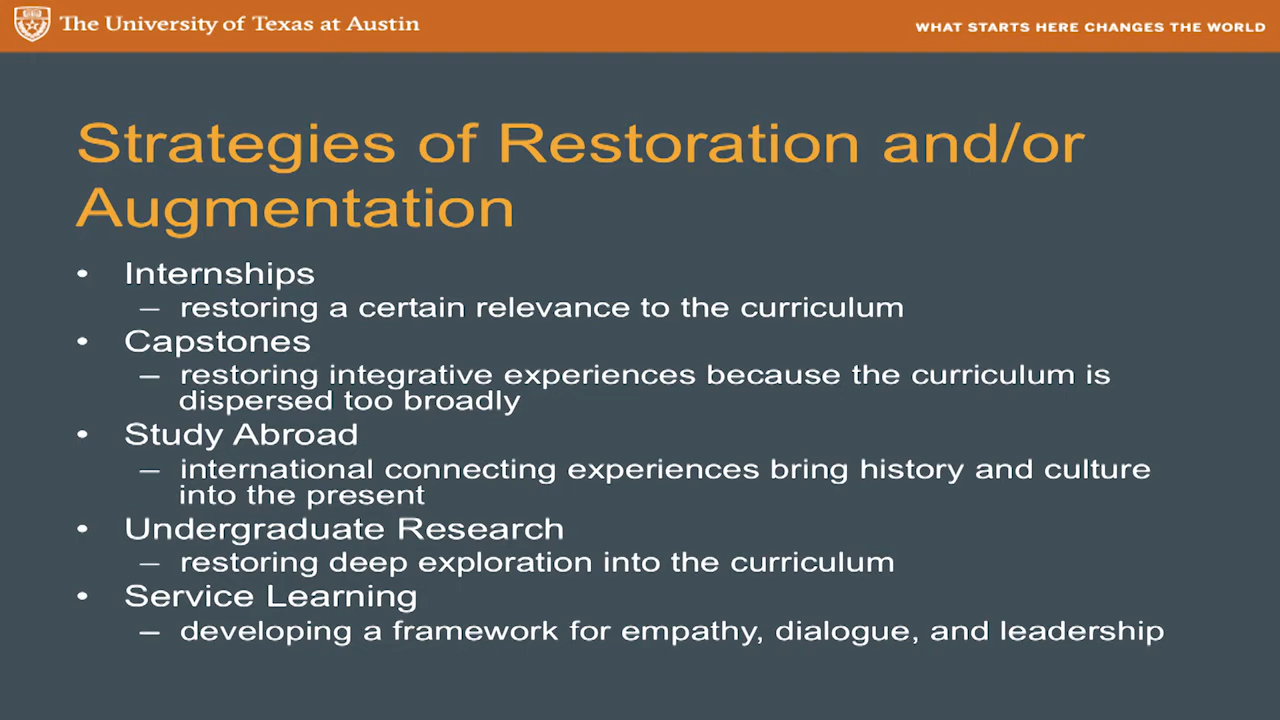 The University of Texas at Austin
WHAT STARTS HERE CHANGES THE WORLD
Strategies of Restoration and/or
Augmentation
• Internships
– restoring a certain relevance to the curriculum
• Capstones
– restoring integrative experiences because the curriculum is
dispersed too broadly
• Study Abroad
– international connecting experiences bring history and culture
into the present
• Undergraduate Research
– restoring deep exploration into the curriculum
• Service Learning
– developing a framework for empathy, dialogue, and leadership